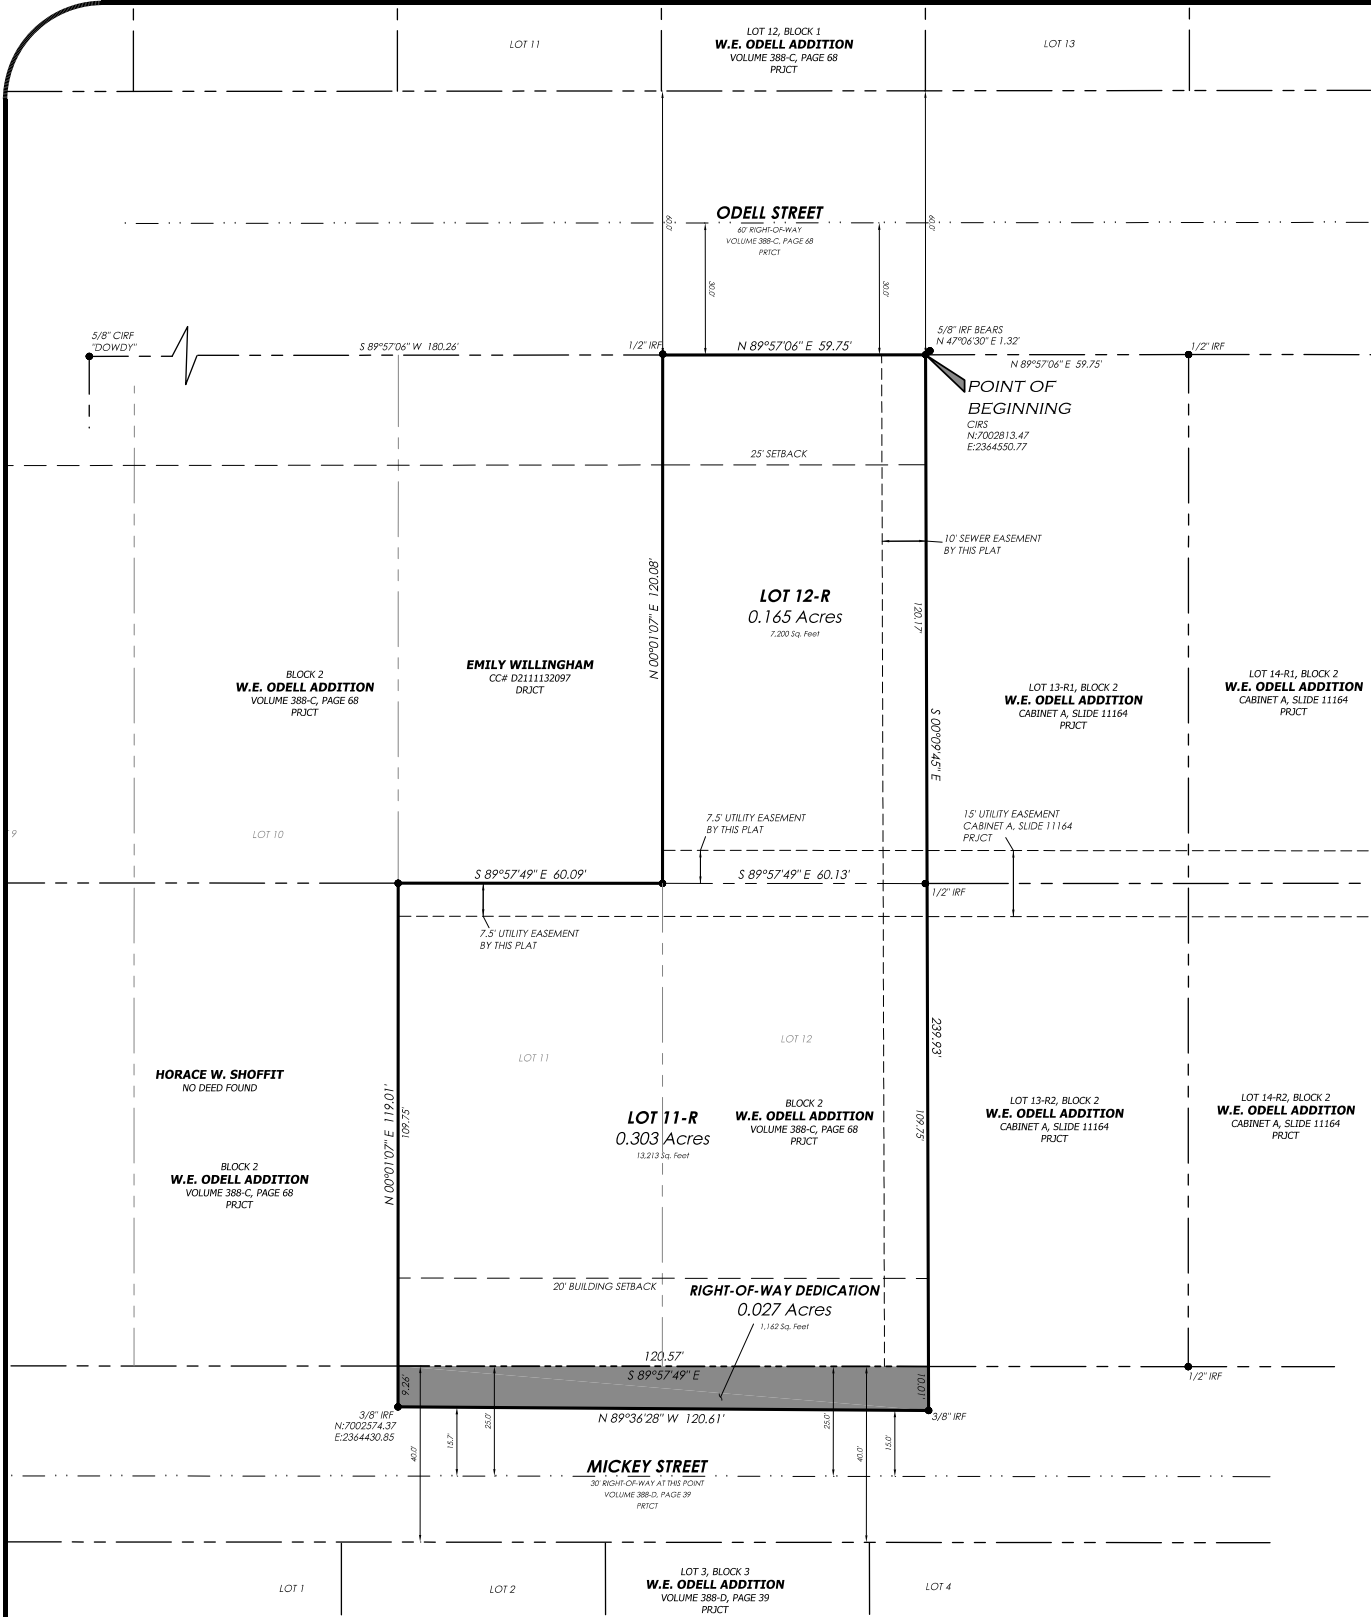 LOT 11
LOT 12, BLOCK 1
W.E. ODELL ADDITION
VOLUME 388-C, PAGE 68
PRJCT
LOT 13
ODELL STREET
60' RIGHT-OF-WAY
VOLUME 388-C, PAGE 68
PRTCT
60.0'
60.0'
30.0'
30.0'
5/8" CIRF
"DOWDY"
S 89°57'06" W 180.26'
1/2" IRF
N 89°57'06" E 59.75'
5/8" IRF BEARS
N 47°06'30" E 1.32'
N 89°57'06" E 59.75'
1/2" IRF
POINT OF
BEGINNING
CIRS
N:7002813.47
E:2364550.77
25' SETBACK
10' SEWER EASEMENT
BY THIS PLAT
N 00°01'07" E 120.08'
LOT 12-R
0.165 Acres
7,200 Sq. Feet
120.17'
BLOCK 2
W.E. ODELL ADDITION
VOLUME 388-C, PAGE 68
PRJCT
EMILY WILLINGHAM
CC# D2111132097
DRJCT
S 00°09'45" E
LOT 13-R1, BLOCK 2
W.E. ODELL ADDITION
CABINET A, SLIDE 11164
PRJCT
LOT 14-R1, BLOCK 2
W.E. ODELL ADDITION
CABINET A, SLIDE 11164
PRJCT
9
LOT 10
7.5' UTILITY EASEMENT
BY THIS PLAT
15' UTILITY EASEMENT
CABINET A, SLIDE 11164
PRJCT
S 89°57'49" E 60.09'
S 89°57'49" E 60.13'
1/2" IRF
7.5' UTILITY EASEMENT
BY THIS PLAT
239.93'
LOT 11
LOT 12
HORACE W. SHOFFIT
NO DEED FOUND
N 00°01'07" E 119.01'
109.75'
LOT 11-R
0.303 Acres
13,213 Sq. Feet
BLOCK 2
W.E. ODELL ADDITION
VOLUME 388-C, PAGE 68
PRJCT
109.75'
LOT 13-R2, BLOCK 2
W.E. ODELL ADDITION
CABINET A, SLIDE 11164
PRJCT
LOT 14-R2, BLOCK 2
W.E. ODELL ADDITION
CABINET A, SLIDE 11164
PRJCT
BLOCK 2
W.E. ODELL ADDITION
VOLUME 388-C, PAGE 68
PRJCT
20' BUILDING SETBACK
RIGHT-OF-WAY DEDICATION
0.027 Acres
1,162 Sq. Feet
120.57'
S 89°57'49" E
9.26'
10.01'
1/2" IRF
3/8" IRF
N:7002574.37
E:2364430.85
N 89°36'28" W 120.61'
3/8" IRF
40.0'
15.7'
25.0'
25.0'
40.0'
15.0'
MICKEY STREET
30' RIGHT-OF-WAY AT THIS POINT
VOLUME 388-D, PAGE 39
PRTCT
LOT 1
LOT 2
LOT 3, BLOCK 3
W.E. ODELL ADDITION
VOLUME 388-D, PAGE 39
PRJCT
LOT 4